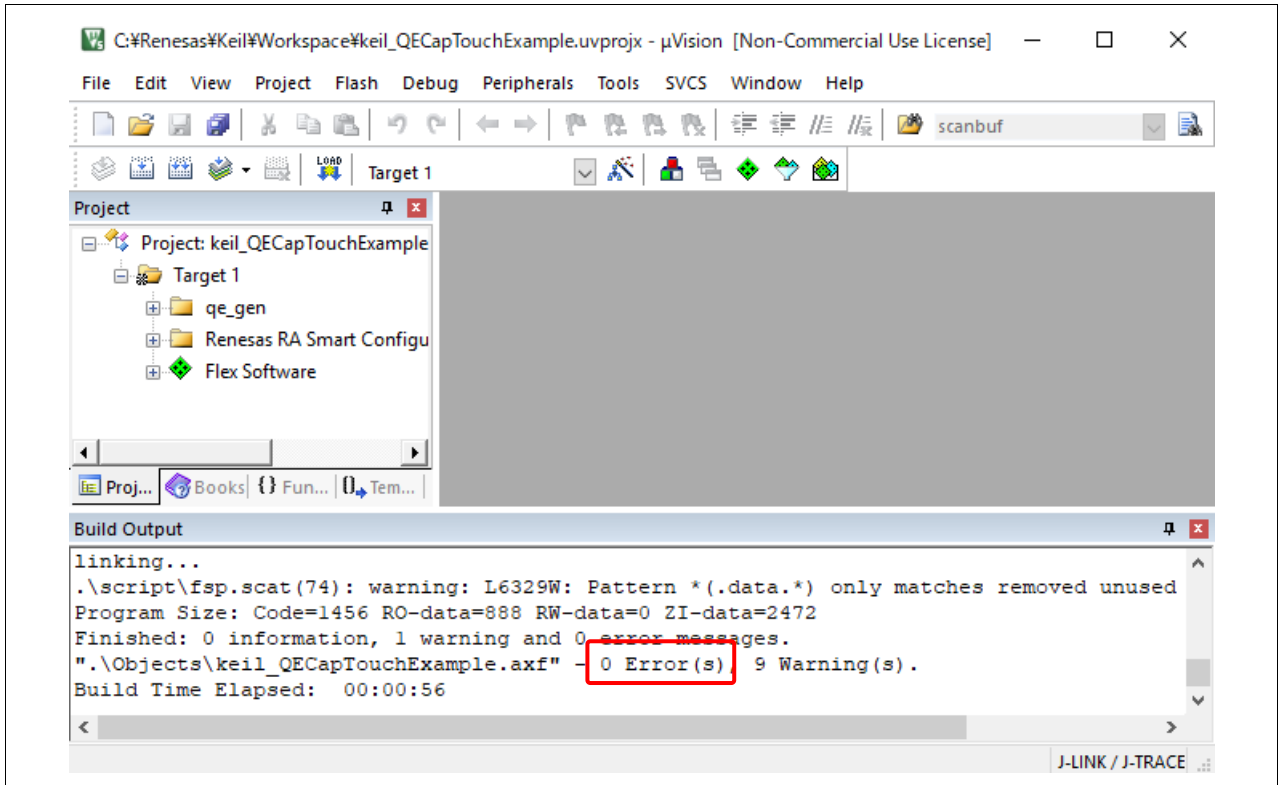 C:¥Renesas¥Keil¥Workspace¥keil_QECapTouchExample.uvprojx - µVision [Non-Commercial Use License]
File Edit View Project Flash Debug Peripherals Tools SVCS Window Help
scanbuf
LOAD Target 1
Project
Project: keil_QECapTouchExample
Target 1
qe_gen
Renesas RA Smart Configu
Flex Software
Proj... Books {} Fun... 0 Tem...
Build Output
linking...
.\script\fsp.scat(74): warning: L6329W: Pattern *(.data.*) only matches removed unused
Program Size: Code=1456 RO-data=888 RW-data=0 ZI-data=2472
Finished: 0 information, 1 warning and 0 error messages.
".\Objects\keil_QECapTouchExample.axf" - 0 Error(s), 9 Warning(s).
Build Time Elapsed:  00:00:56
J-LINK / J-TRACE